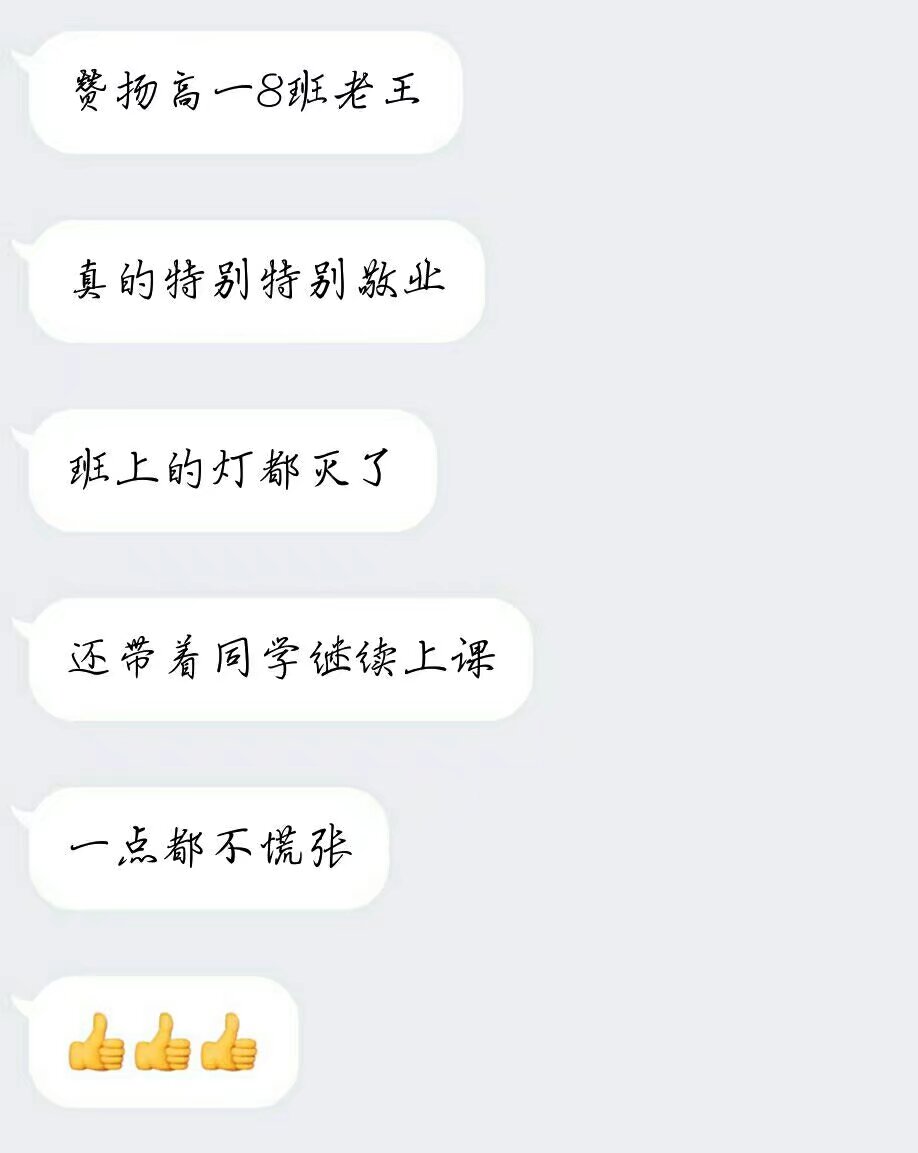 赞扬高一8班老王
真的特别特别敬业
班上的灯都灭了
还带着同学继续上课
一点都不慌张
👍👍👍